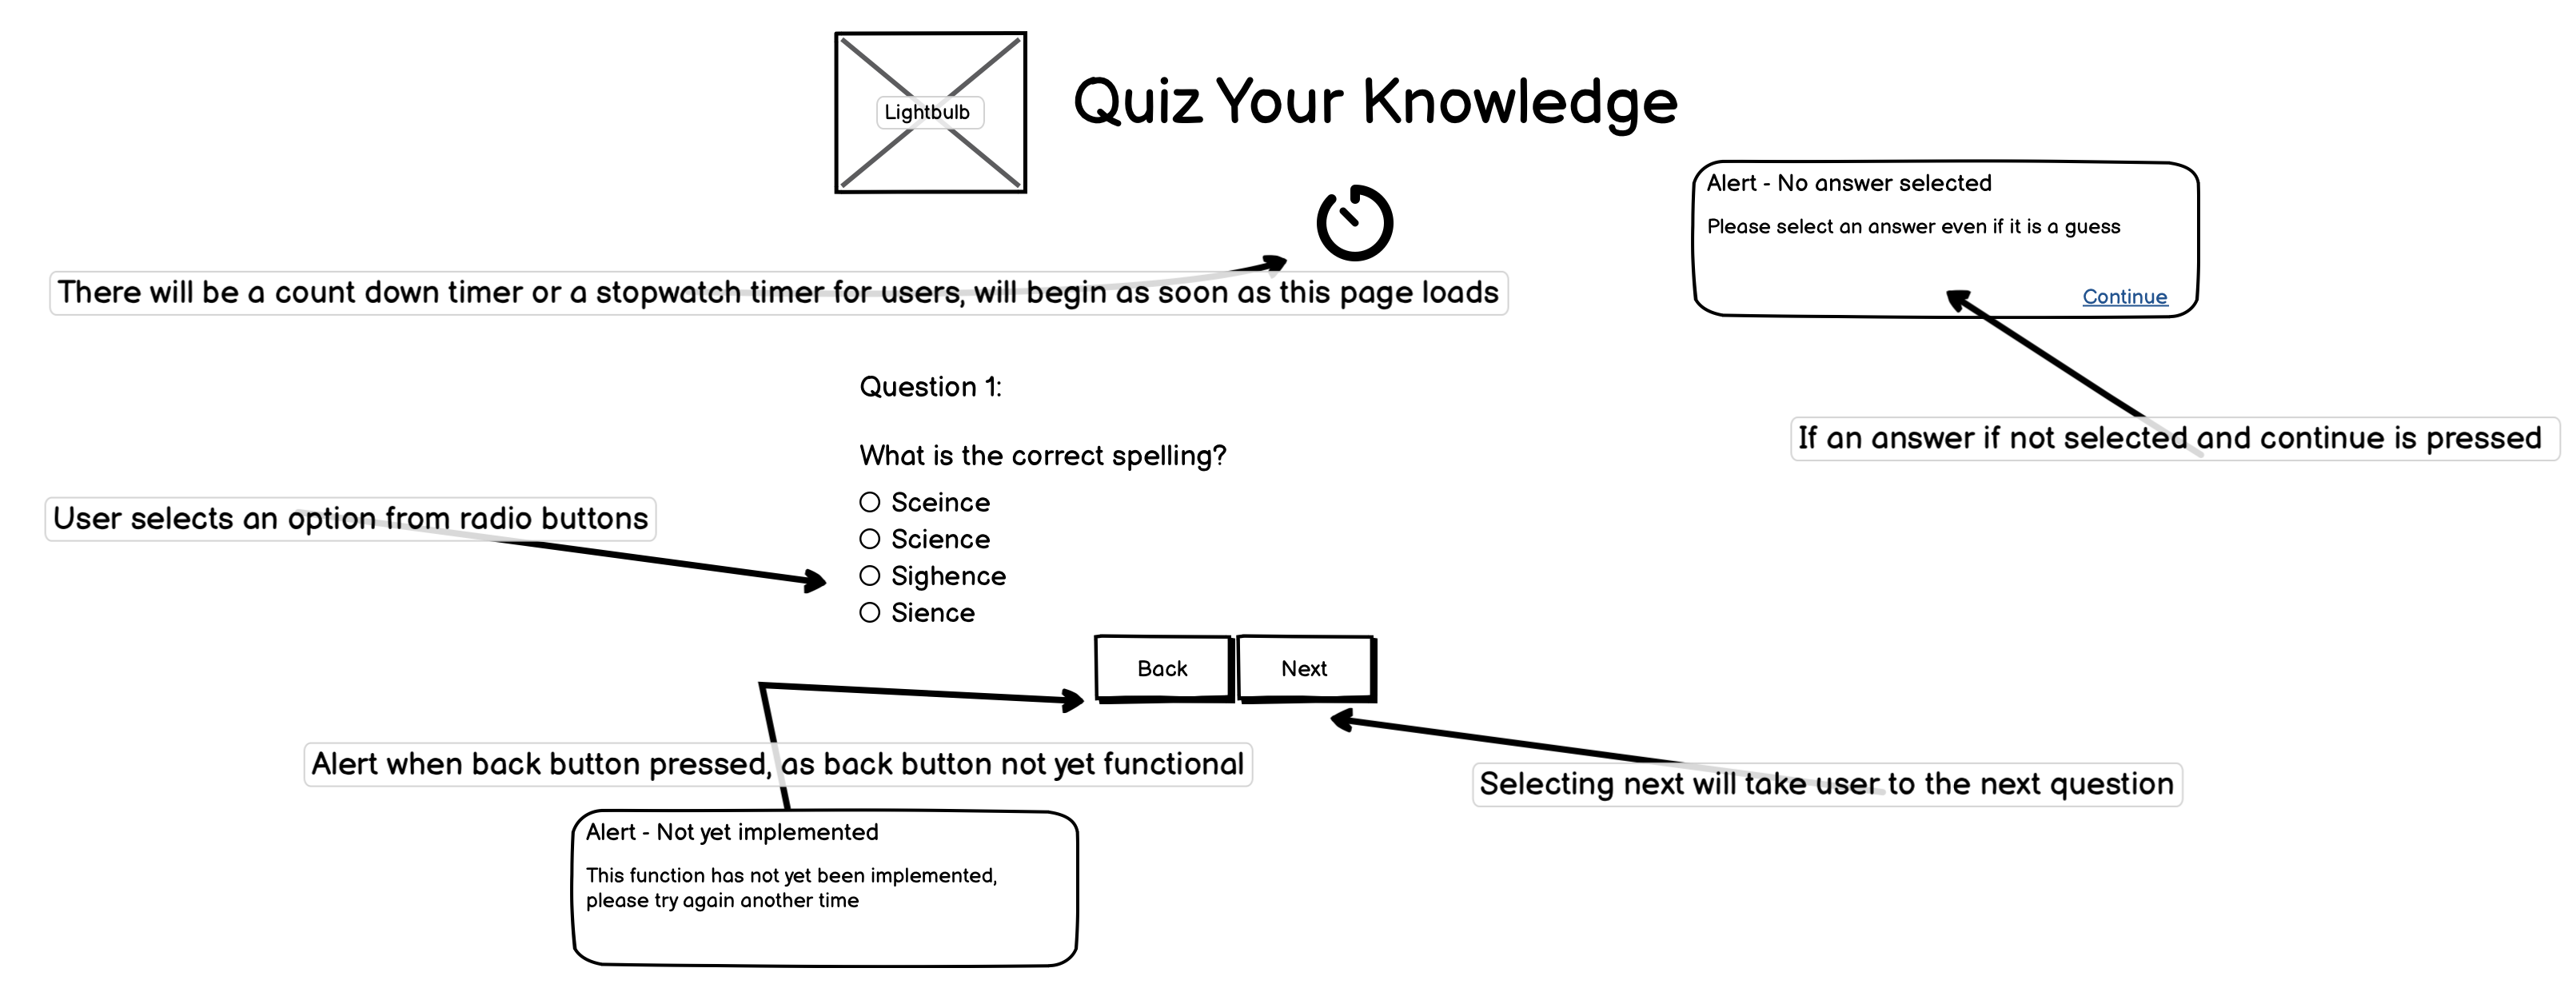 Lightbulb
Quiz Your Knowledge
Alert - No answer selected
Please select an answer even if it is a guess
Continue
There will be a count down timer or a stopwatch timer for users, will begin as soon as this page loads
Question 1:
If an answer if not selected and continue is pressed
What is the correct spelling?
Sceince
Science
Sighence
Sience
User selects an option from radio buttons
Back
Next
Alert when back button pressed, as back button not yet functional
Selecting next will take user to the next question
Alert - Not yet implemented
This function has not yet been implemented,
please try again another time